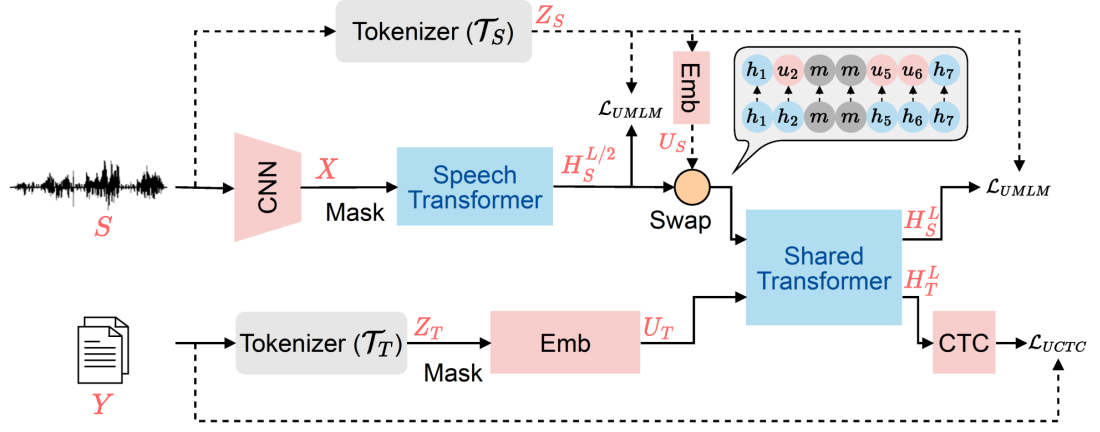 Tokenizer (𝒯_S)
Z_S
Emb
h_1 u_2 m m u_5 u_6 h_7
h_1 h_2 m m h_5 h_6 h_7
ℒ_UMLM
U_S
S
CNN
X
Mask
Speech
Transformer
H_S^{L/2}
Swap
ℒ_UMLM
H_S^L
Shared
Transformer
H_T^L
Y
Tokenizer (𝒯_T)
Z_T
Mask
Emb
U_T
CTC
ℒ_UCTC